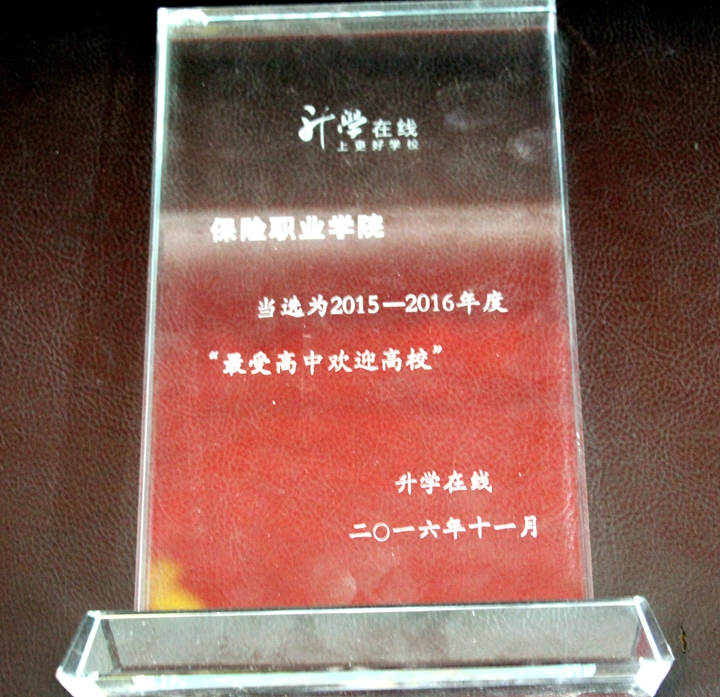 升学在线
上更好学校
保险职业学院
当选为2015—2016年度
“最受高中欢迎高校”
升学在线
二〇一六年十一月